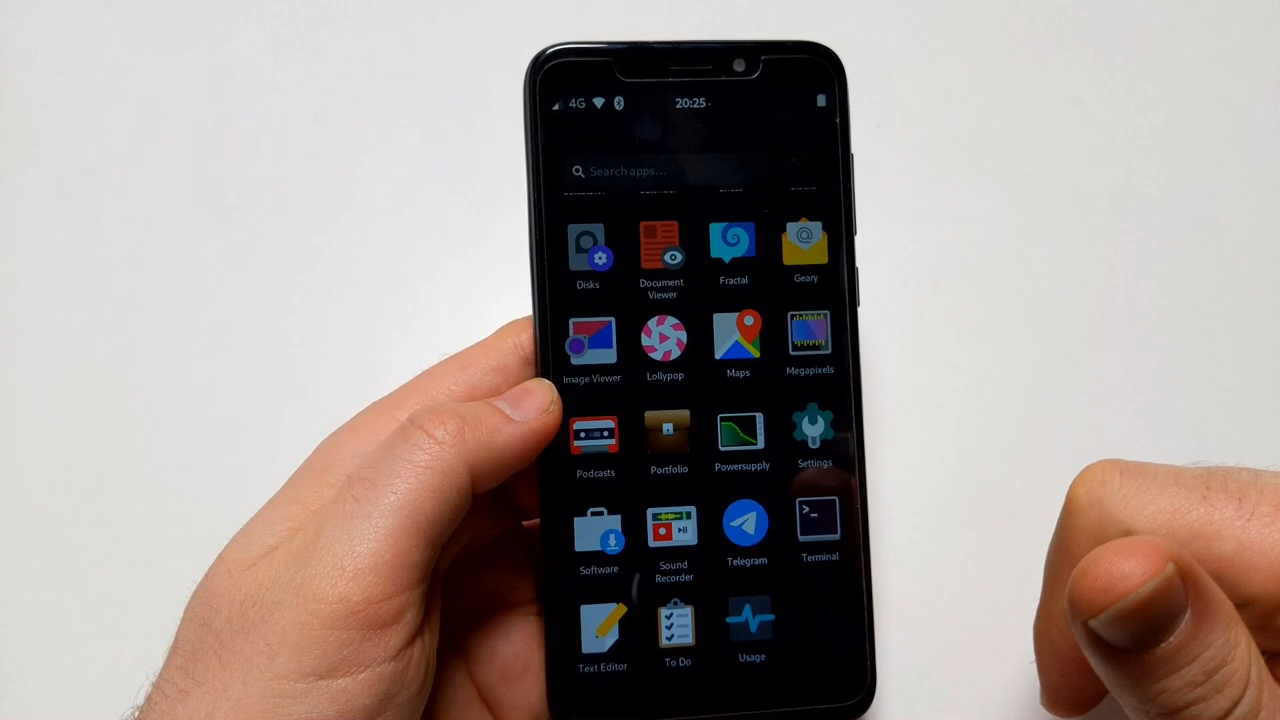 4G
20:25
Search apps...
Disks
Document
Viewer
Fractal
Geary
Image Viewer
Lollypop
Maps
Megapixels
Podcasts
Portfolio
Powersupply
Settings
Software
Sound
Recorder
Telegram
Terminal
Text Editor
To Do
Usage